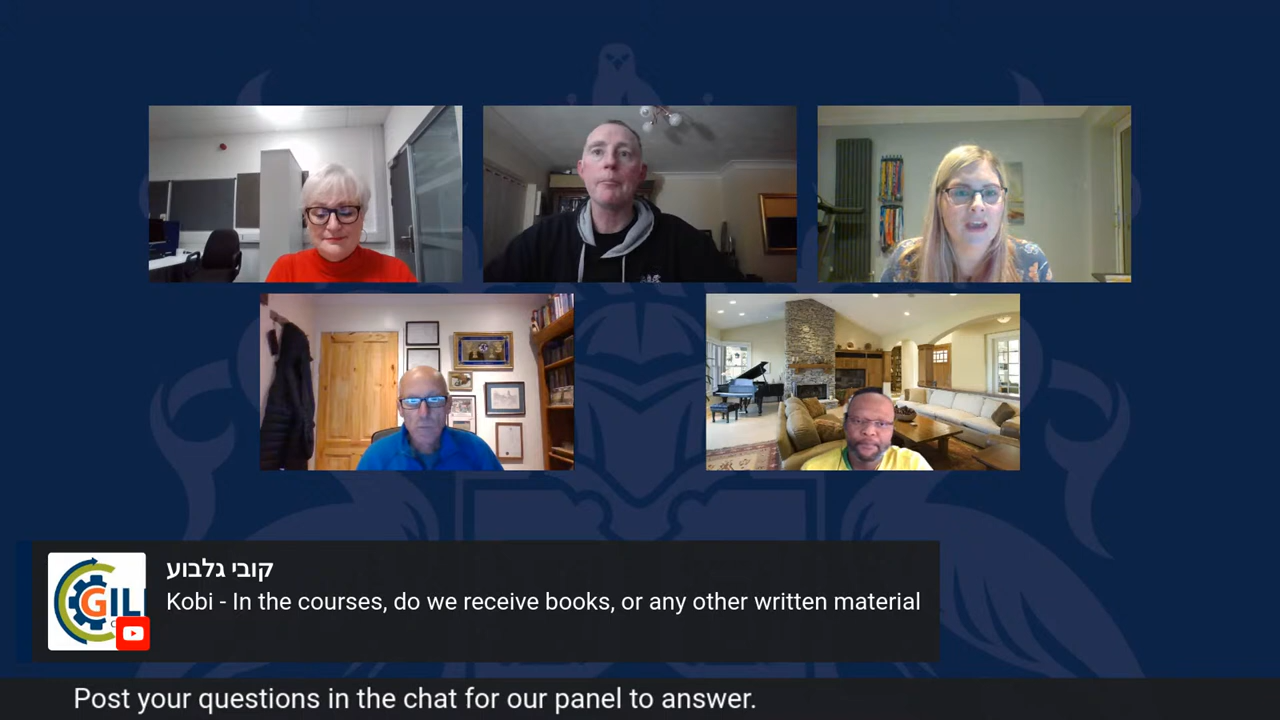 קובי גלבוע
Kobi - In the courses, do we receive books, or any other written material
GIL
Post your questions in the chat for our panel to answer.